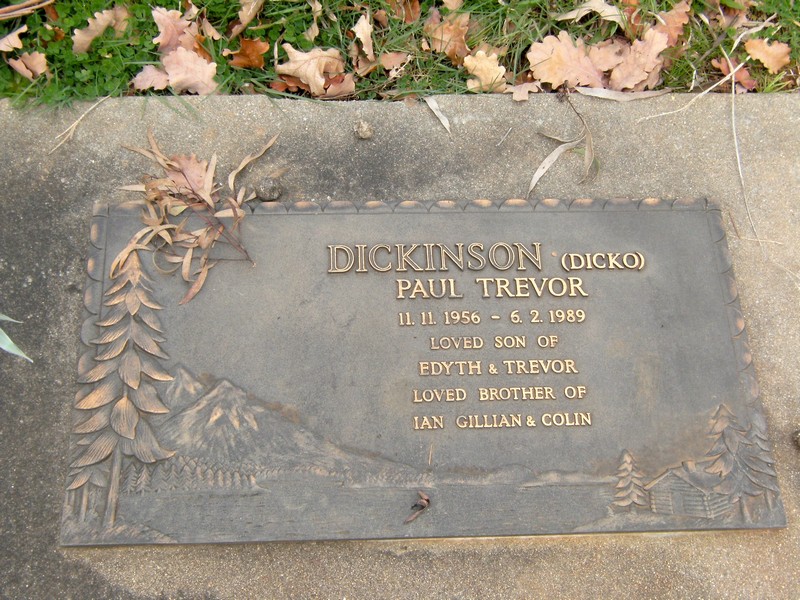 DICKINSON (DICKO)
PAUL TREVOR
11. 11. 1956 - 6. 2. 1989
LOVED SON OF
EDYTH & TREVOR
LOVED BROTHER OF
IAN GILLIAN & COLIN